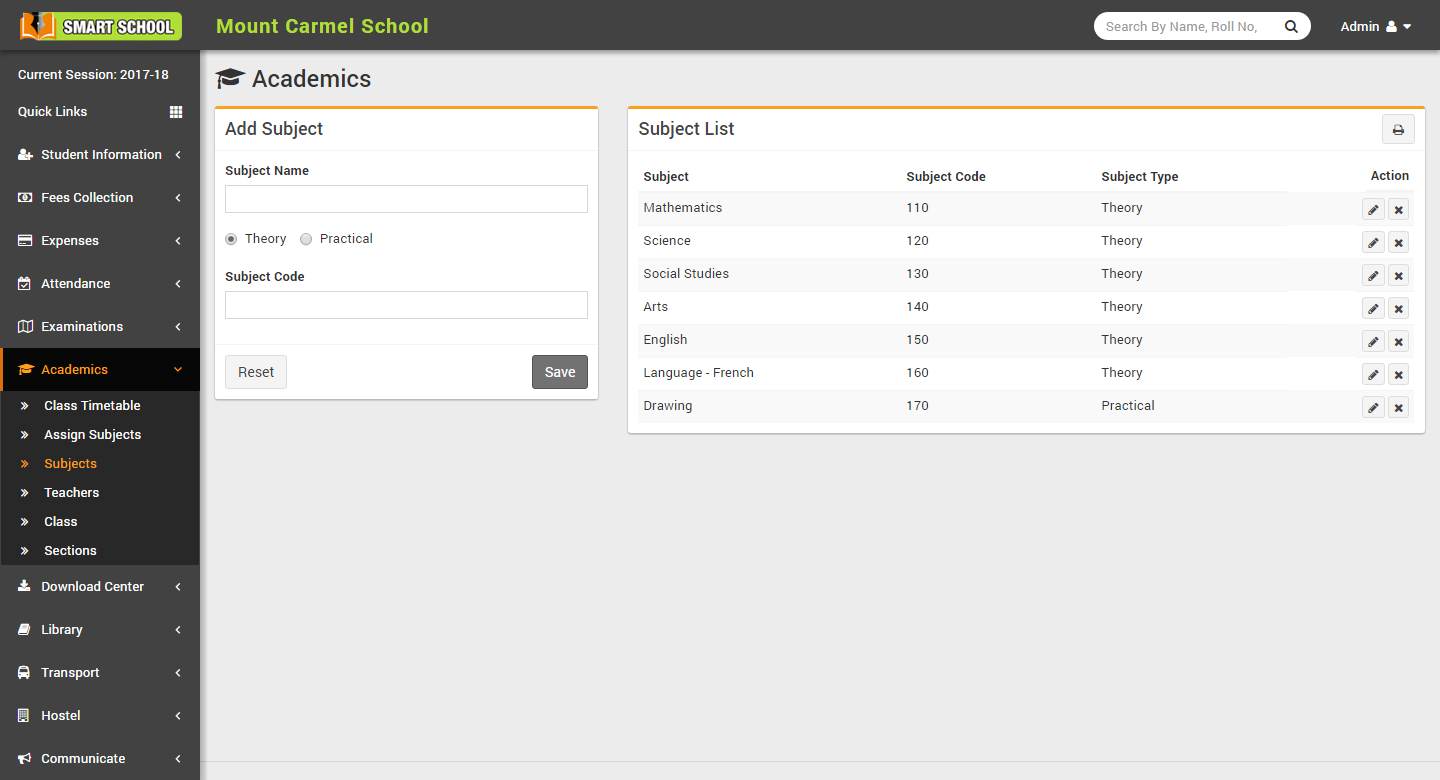 SMART SCHOOL
Mount Carmel School
Search By Name, Roll No,
Admin
Current Session: 2017-18
Quick Links
Student Information
Fees Collection
Expenses
Attendance
Examinations
Academics
Class Timetable
Assign Subjects
Subjects
Teachers
Class
Sections
Download Center
Library
Transport
Hostel
Communicate
Academics
Add Subject
Subject Name
Theory Practical
Subject Code
Reset Save
Subject List
Subject Subject Code Subject Type Action
Mathematics 110 Theory
Science 120 Theory
Social Studies 130 Theory
Arts 140 Theory
English 150 Theory
Language - French 160 Theory
Drawing 170 Practical